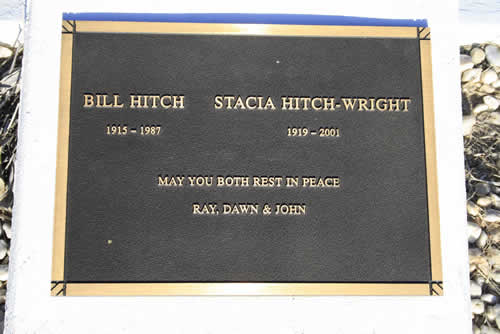 BILL HITCH STACIA HITCH-WRIGHT
1915 – 1987 1919 – 2001
MAY YOU BOTH REST IN PEACE
RAY, DAWN & JOHN